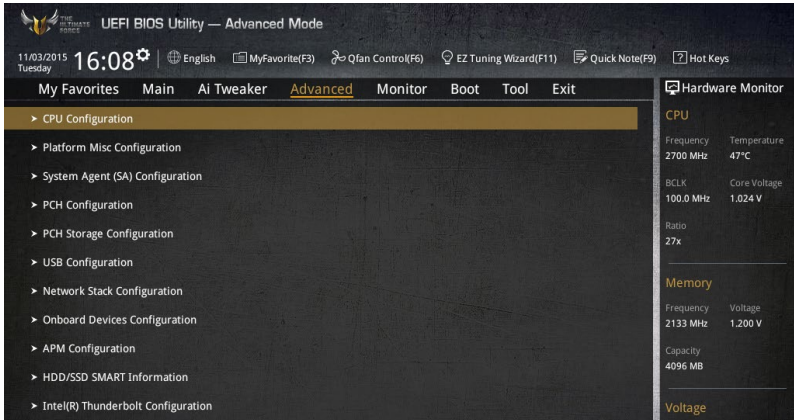 THE ULTIMATE FORCE
UEFI BIOS Utility — Advanced Mode
11/03/2015
Tuesday
16:08
English
MyFavorite(F3)
Qfan Control(F6)
EZ Tuning Wizard(F11)
Quick Note(F9)
? Hot Keys
My Favorites
Main
Ai Tweaker
Advanced
Monitor
Boot
Tool
Exit
> CPU Configuration
> Platform Misc Configuration
> System Agent (SA) Configuration
> PCH Configuration
> PCH Storage Configuration
> USB Configuration
> Network Stack Configuration
> Onboard Devices Configuration
> APM Configuration
> HDD/SSD SMART Information
> Intel(R) Thunderbolt Configuration
Hardware Monitor
CPU
Frequency Temperature
2700 MHz 47°C
BCLK Core Voltage
100.0 MHz 1.024 V
Ratio
27x
Memory
Frequency Voltage
2133 MHz 1.200 V
Capacity
4096 MB
Voltage